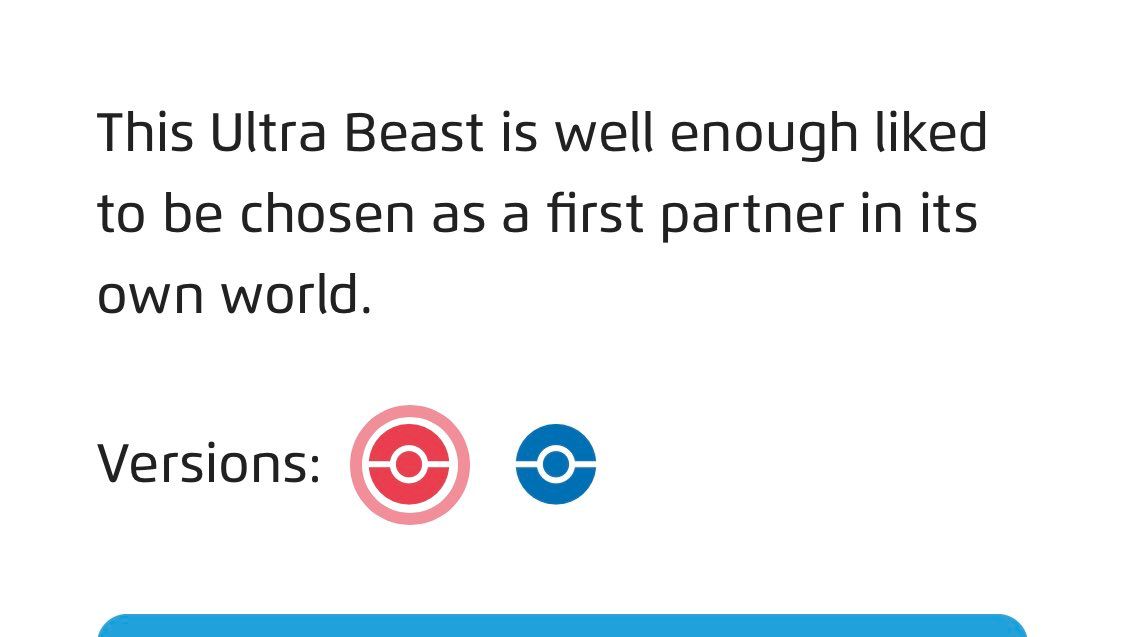 This Ultra Beast is well enough liked
to be chosen as a first partner in its
own world.
Versions: